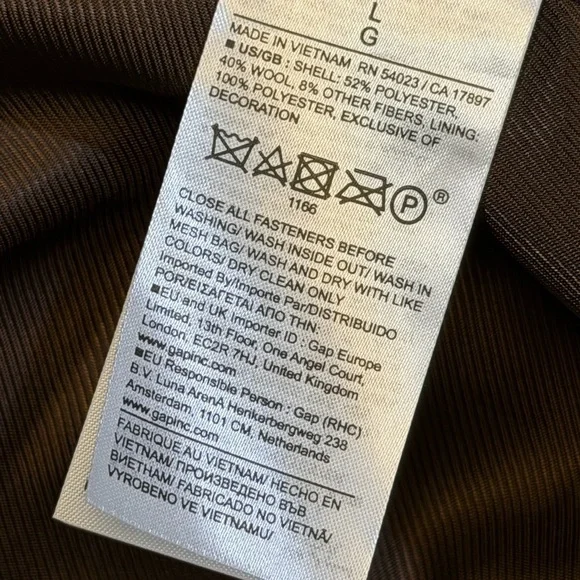 L
G
MADE IN VIETNAM RN 54023 / CA 17897
■ US/GB : SHELL: 52% POLYESTER,
40% WOOL, 8% OTHER FIBERS, LINING:
100% POLYESTER, EXCLUSIVE OF
DECORATION
P ®
1166
CLOSE ALL FASTENERS BEFORE
WASHING/ WASH INSIDE OUT/ WASH IN
MESH BAG/ WASH AND DRY WITH LIKE
COLORS/ DRY CLEAN ONLY
Imported By/Importe Par/DISTRIBUIDO
POR/ΕΙΣΑΓΕΤΑΙ ΑΠΟ ΤΗΝ:
■EU and UK importer ID : Gap Europe
Limited, 13th Floor, One Angel Court,
London, EC2R 7HJ, United Kingdom
www.gapinc.com
■EU Responsible Person : Gap (RHC)
B.V. Luna ArenA Herikerbergweg 238
Amsterdam, 1101 CM, Netherlands
www.gapinc.com
FABRIQUE AU VIETNAM/ HECHO EN
VIETNAM/ ПРОИЗВЕДЕНО ВЪВ
ВИЕТНАМ/ FABRICADO NO VIETNÃ/
VYROBENO VE VIETNAMU/